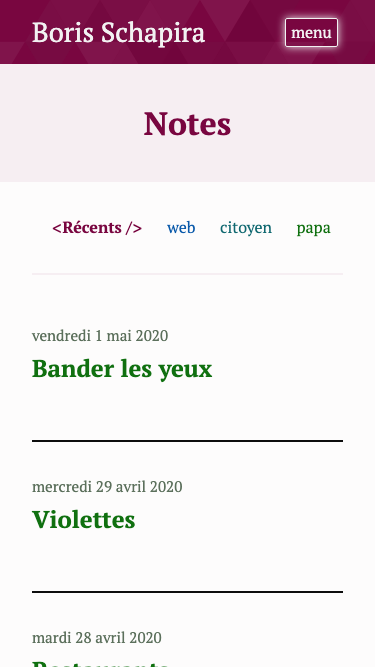 Boris Schapira
menu
Notes
<Récents /> web citoyen papa
vendredi 1 mai 2020
Bander les yeux
mercredi 29 avril 2020
Violettes
mardi 28 avril 2020